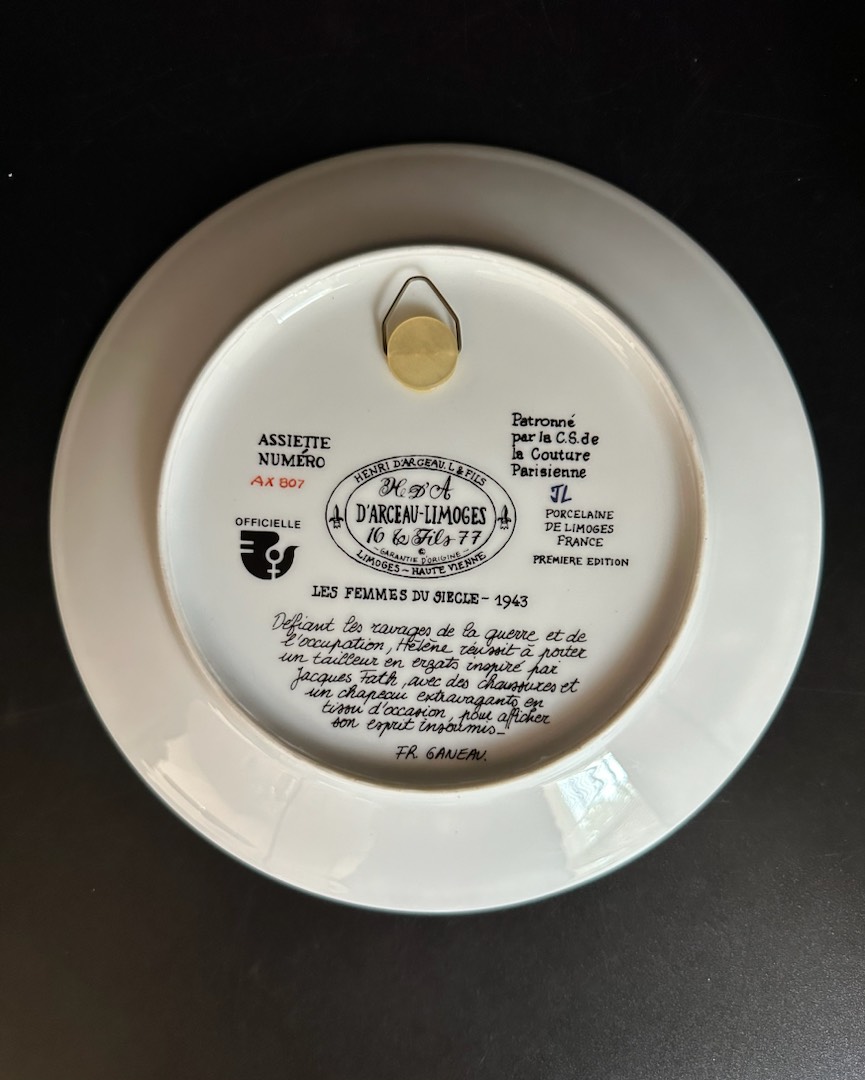 ASSIETTE
NUMÉRO
AX 807
OFFICIELLE
HENRI D'ARCEAU. L & FILS
H D'A
D'ARCEAU-LIMOGES
16 & Fils 77
©
-GARANTIE D'ORIGINE-
LIMOGES - HAUTE VIENNE
Patronné
par la C.S. de
la Couture
Parisienne
JL
PORCELAINE
DE LIMOGES
FRANCE
PREMIERE EDITION
LES FEMMES DU SIECLE - 1943
Défiant les ravages de la guerre et de
l'occupation, Hélène réussit à porter
un tailleur en erzats inspiré par
Jacques Fath, avec des chaussures et
un chapeau extravagants en
tissu d'occasion, pour afficher
son esprit insoumis_
FR. GANEAU.